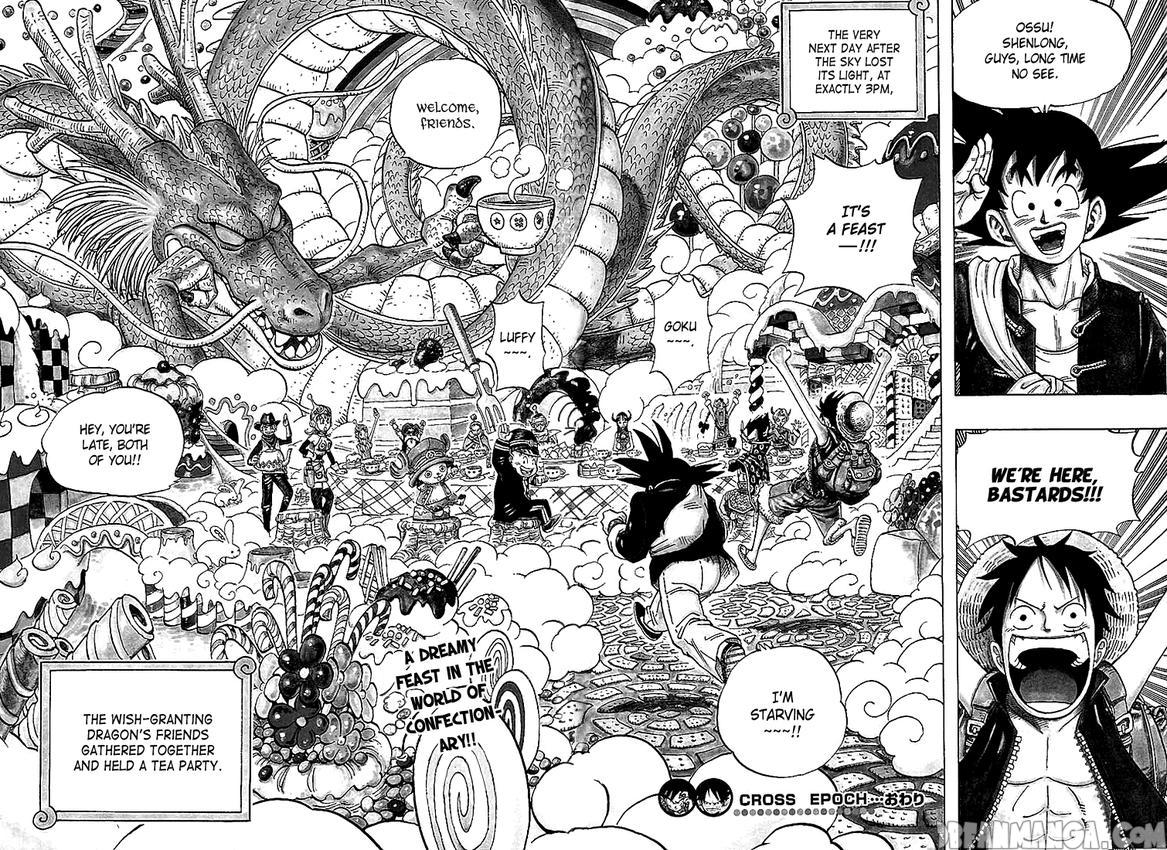 OSSU!
SHENLONG,
GUYS, LONG TIME
NO SEE.
WE'RE HERE,
BASTARDS!!!
THE VERY
NEXT DAY AFTER
THE SKY LOST
ITS LIGHT, AT
EXACTLY 3PM,
WELCOME,
FRIENDS.
IT'S
A FEAST
—!!!
GOKU
~~~
LUFFY
~~~
HEY, YOU'RE
LATE, BOTH
OF YOU!!
I'M
STARVING
~~~!!
A DREAMY
FEAST IN THE
WORLD OF
CONFECTION-
ARY!!
THE WISH-GRANTING
DRAGON'S FRIENDS
GATHERED TOGETHER
AND HELD A TEA PARTY.
CROSS EPOCH…おわり
DBFANMANGA.COM